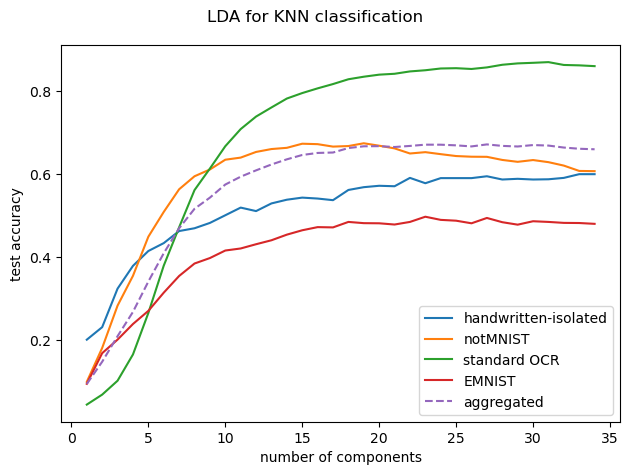 LDA for KNN classification
test accuracy
0.8
0.6
0.4
0.2
handwritten-isolated
notMNIST
standard OCR
EMNIST
aggregated
0 5 10 15 20 25 30 35
number of components